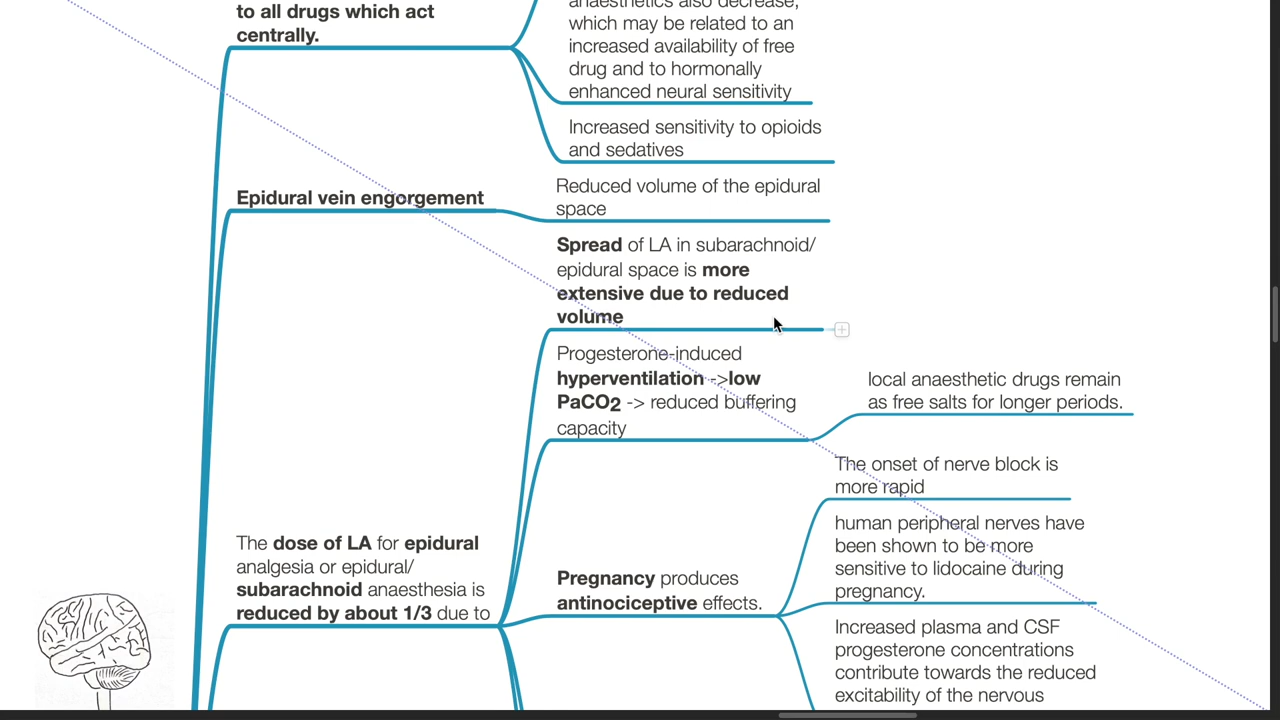 to all drugs which act
centrally.
anaesthetics also decrease,
which may be related to an
increased availability of free
drug and to hormonally
enhanced neural sensitivity
Increased sensitivity to opioids
and sedatives
Epidural vein engorgement
Reduced volume of the epidural
space
Spread of LA in subarachnoid/
epidural space is more
extensive due to reduced
volume
Progesterone-induced
hyperventilation ->low
PaCO2 -> reduced buffering
capacity
local anaesthetic drugs remain
as free salts for longer periods.
The dose of LA for epidural
analgesia or epidural/
subarachnoid anaesthesia is
reduced by about 1/3 due to
Pregnancy produces
antinociceptive effects.
The onset of nerve block is
more rapid
human peripheral nerves have
been shown to be more
sensitive to lidocaine during
pregnancy.
Increased plasma and CSF
progesterone concentrations
contribute towards the reduced
excitability of the nervous